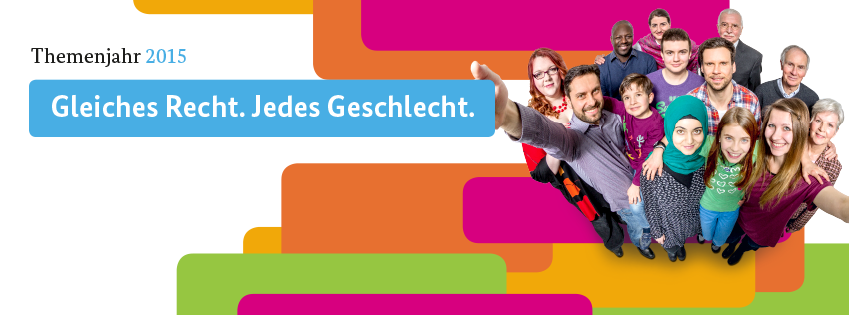 Themenjahr 2015
Gleiches Recht. Jedes Geschlecht.